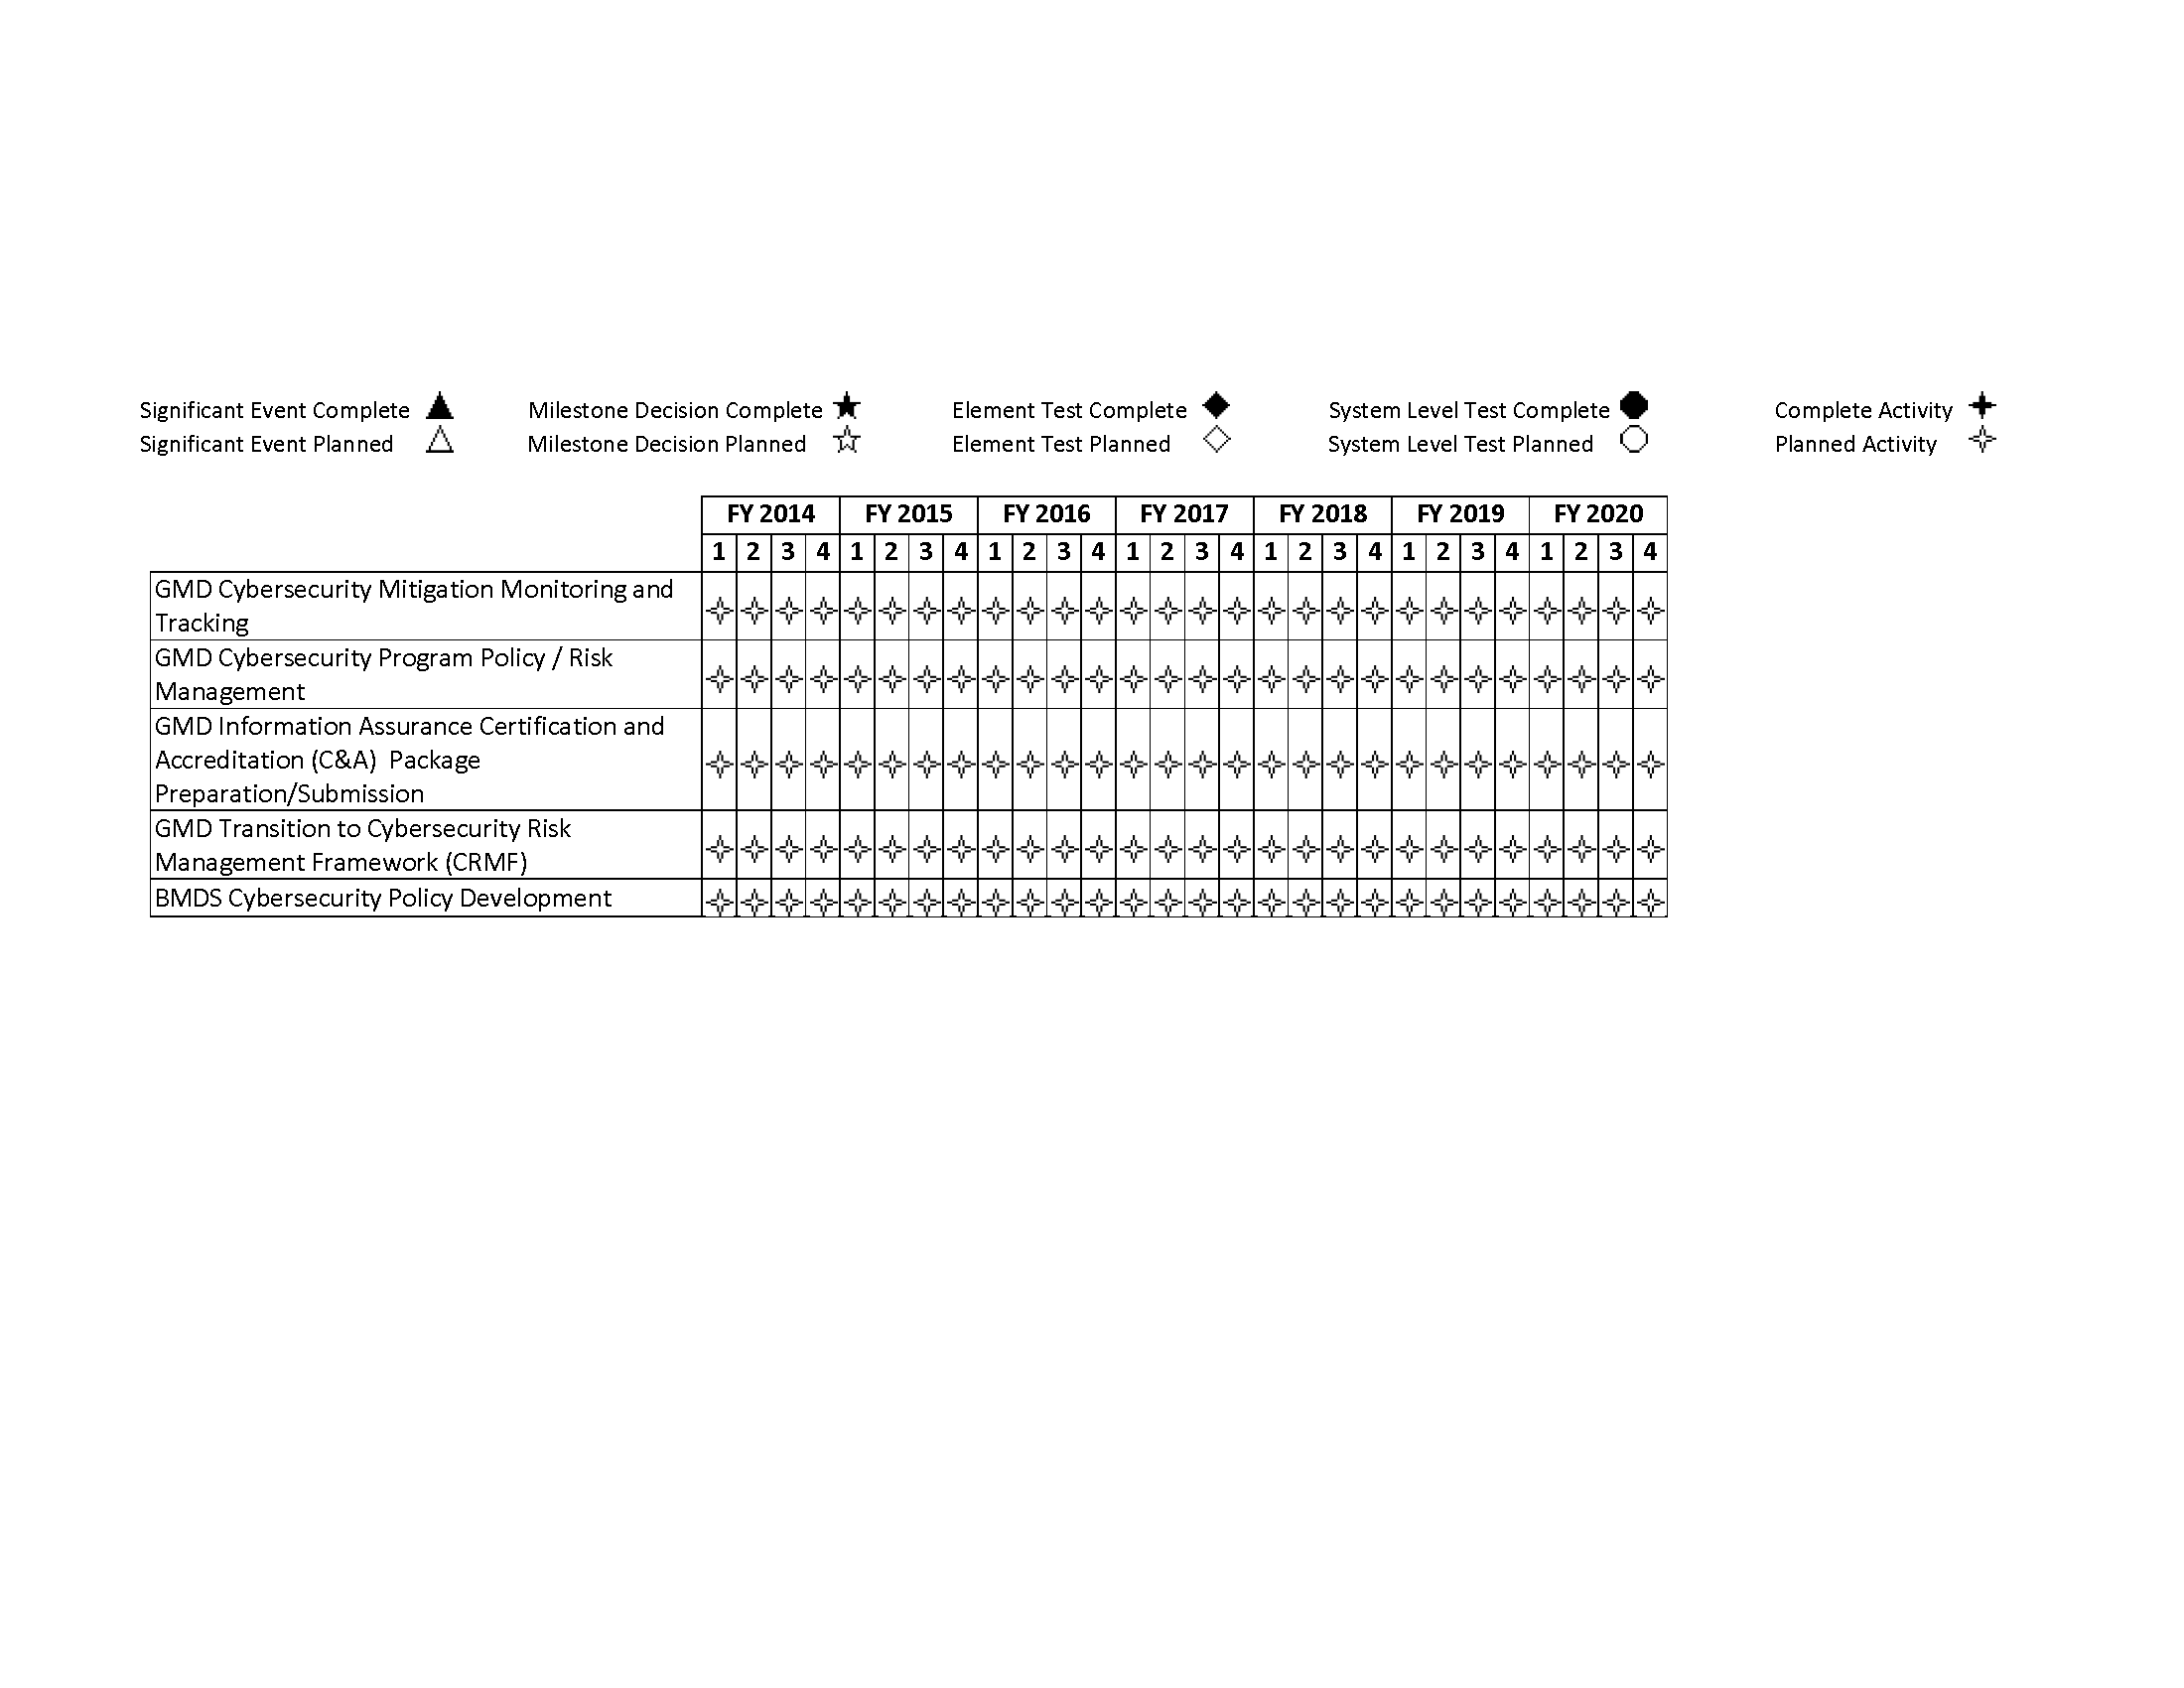 Significant Event Complete Milestone Decision Complete Element Test Complete System Level Test Complete Complete Activity
Significant Event Planned Milestone Decision Planned Element Test Planned System Level Test Planned Planned Activity
FY 2014 FY 2015 FY 2016 FY 2017 FY 2018 FY 2019 FY 2020
1 2 3 4 1 2 3 4 1 2 3 4 1 2 3 4 1 2 3 4 1 2 3 4 1 2 3 4
GMD Cybersecurity Mitigation Monitoring and
Tracking
GMD Cybersecurity Program Policy / Risk
Management
GMD Information Assurance Certification and
Accreditation (C&A) Package
Preparation/Submission
GMD Transition to Cybersecurity Risk
Management Framework (CRMF)
BMDS Cybersecurity Policy Development